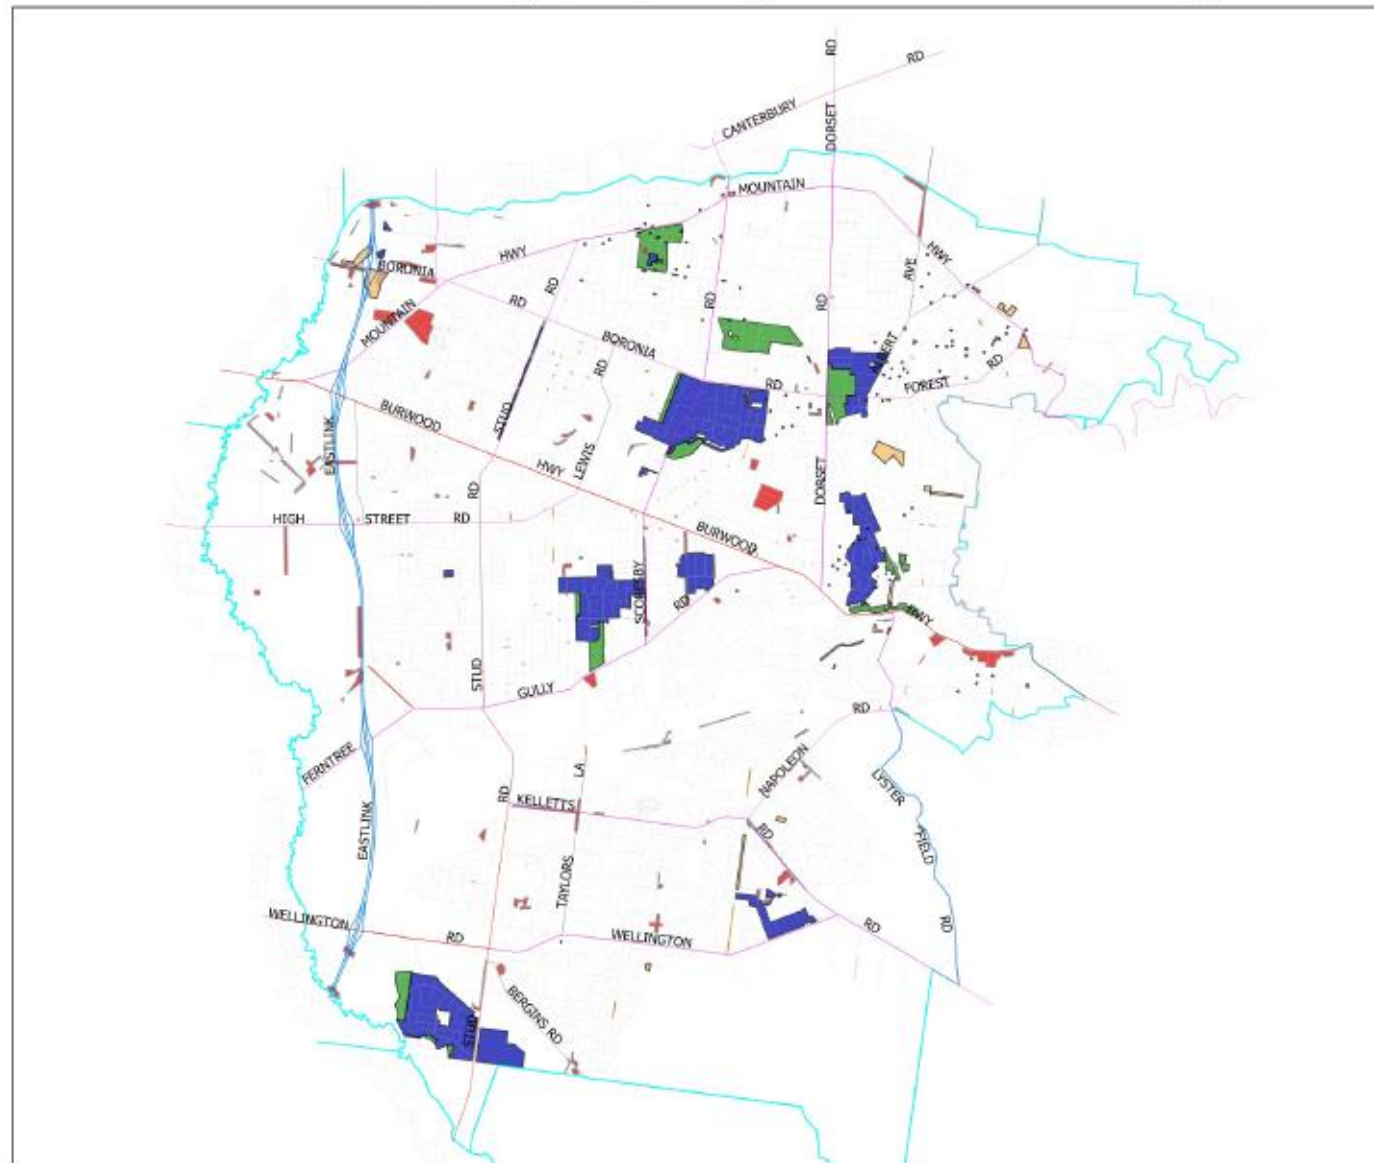 RD
RD
CANTERBURY
DORSET
MOUNTAIN
HWY
HWY
BORONIA
AVE
RD
RD
RD
RD
MOUNTAIN
BORONIA
ALBERT
RD
RD
RD
FOREST
BURWOOD
STUD
EASTLINK
LEWIS
HWY
DORSET
RD
HIGH
STREET
RD
BURWOOD
SCORESBY
RD
HWY
STUD
GULLY
RD
FERNTREE
LA
NAPOLEON
LYSTER
RD
KELLETTS
RD
EASTLINK
FIELD
TAYLORS
WELLINGTON
RD
WELLINGTON
RD
RD
BERGINS RD
STUD